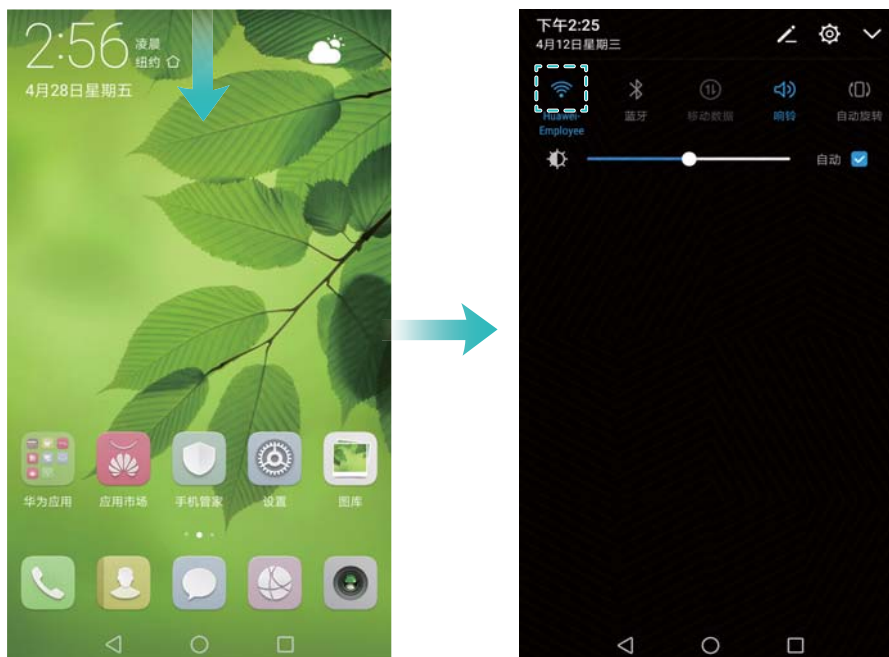 2:56 凌晨
纽约
4月28日星期五
华为应用
应用市场
手机管家
设置
图库
下午2:25
4月12日星期三
Huawei-
Employee
蓝牙
移动数据
响铃
自动旋转
自动